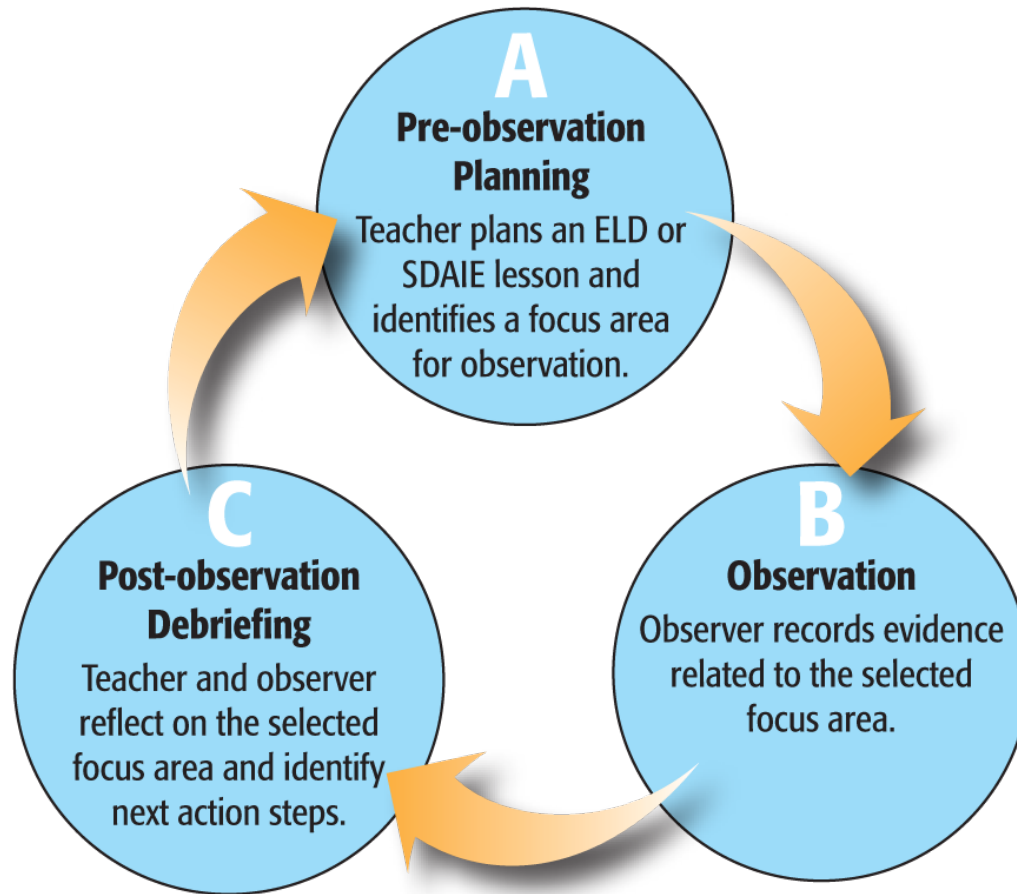 A
Pre-observation
Planning
Teacher plans an ELD or
SDAIE lesson and
identifies a focus area
for observation.
B
Observation
Observer records evidence
related to the selected
focus area.
C
Post-observation
Debriefing
Teacher and observer
reflect on the selected
focus area and identify
next action steps.